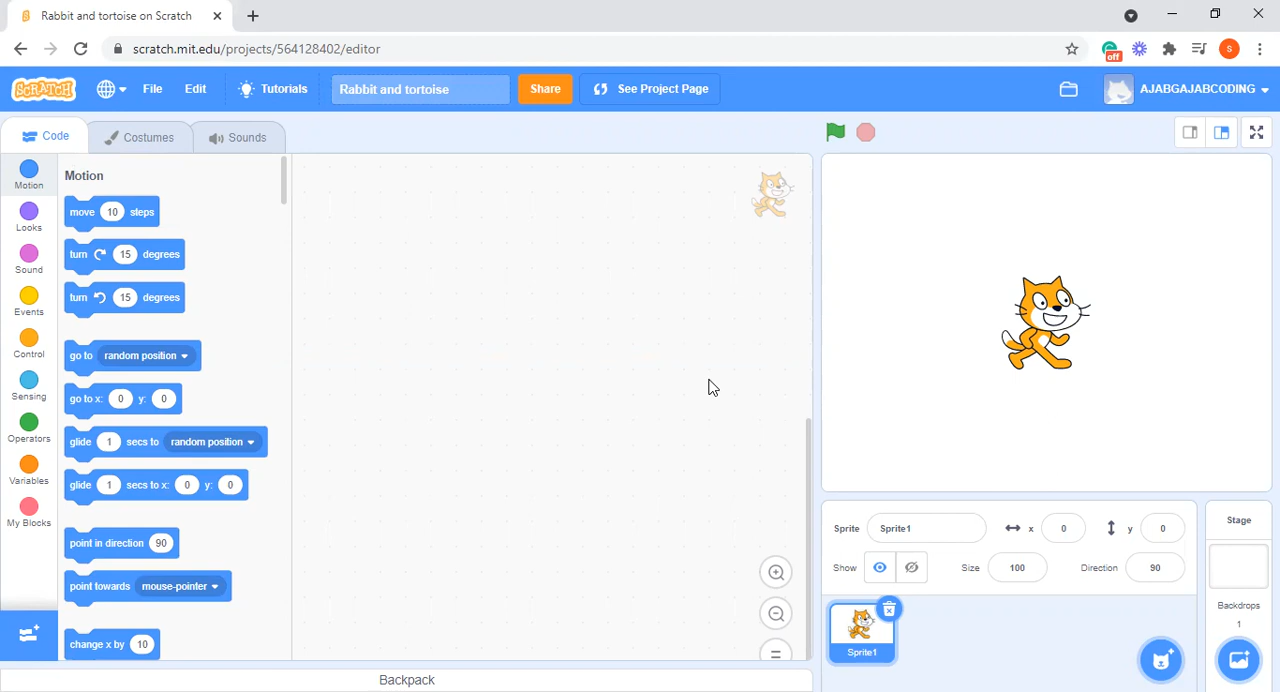 Rabbit and tortoise on Scratch
scratch.mit.edu/projects/564128402/editor
off
S
SCRATCH
File
Edit
Tutorials
Rabbit and tortoise
Share
See Project Page
AJABGAJABCODING
Code
Costumes
Sounds
Motion
Looks
Sound
Events
Control
Sensing
Operators
Variables
My Blocks
Motion
move 10 steps
turn 15 degrees
turn 15 degrees
go to random position
go to x: 0 y: 0
glide 1 secs to random position
glide 1 secs to x: 0 y: 0
point in direction 90
point towards mouse-pointer
change x by 10
Backpack
Sprite Sprite1 x 0 y 0
Show Size 100 Direction 90
Sprite1
Stage
Backdrops
1